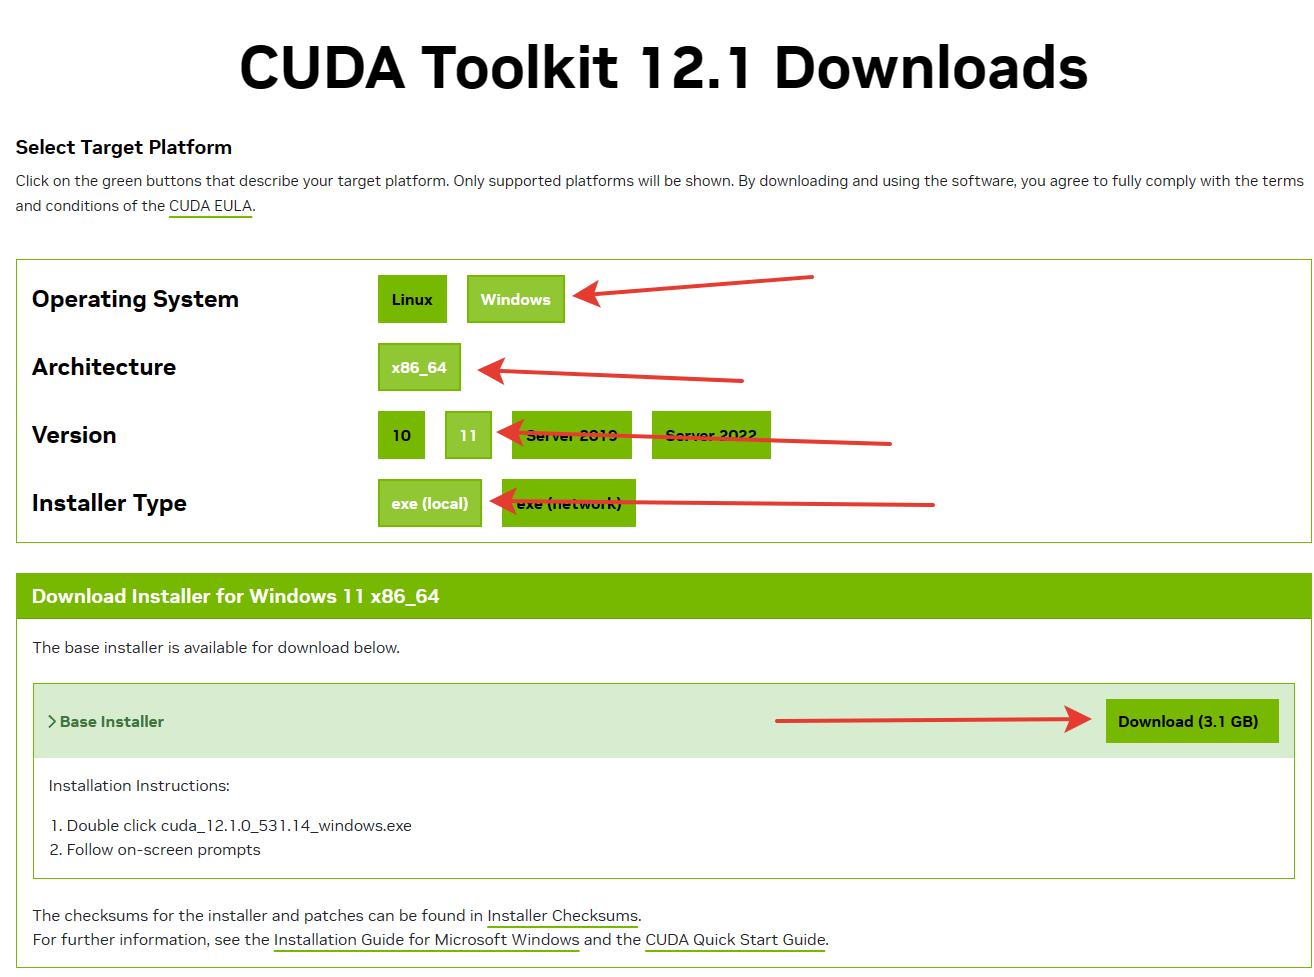 CUDA Toolkit 12.1 Downloads
Select Target Platform
Click on the green buttons that describe your target platform. Only supported platforms will be shown. By downloading and using the software, you agree to fully comply with the terms
and conditions of the CUDA EULA.
Operating System Linux Windows
Architecture x86_64
Version 10 11 Server 2019 Server 2022
Installer Type exe (local) exe (network)
Download Installer for Windows 11 x86_64
The base installer is available for download below.
Base Installer Download (3.1 GB)
Installation Instructions:
1. Double click cuda_12.1.0_531.14_windows.exe
2. Follow on-screen prompts
The checksums for the installer and patches can be found in Installer Checksums.
For further information, see the Installation Guide for Microsoft Windows and the CUDA Quick Start Guide.